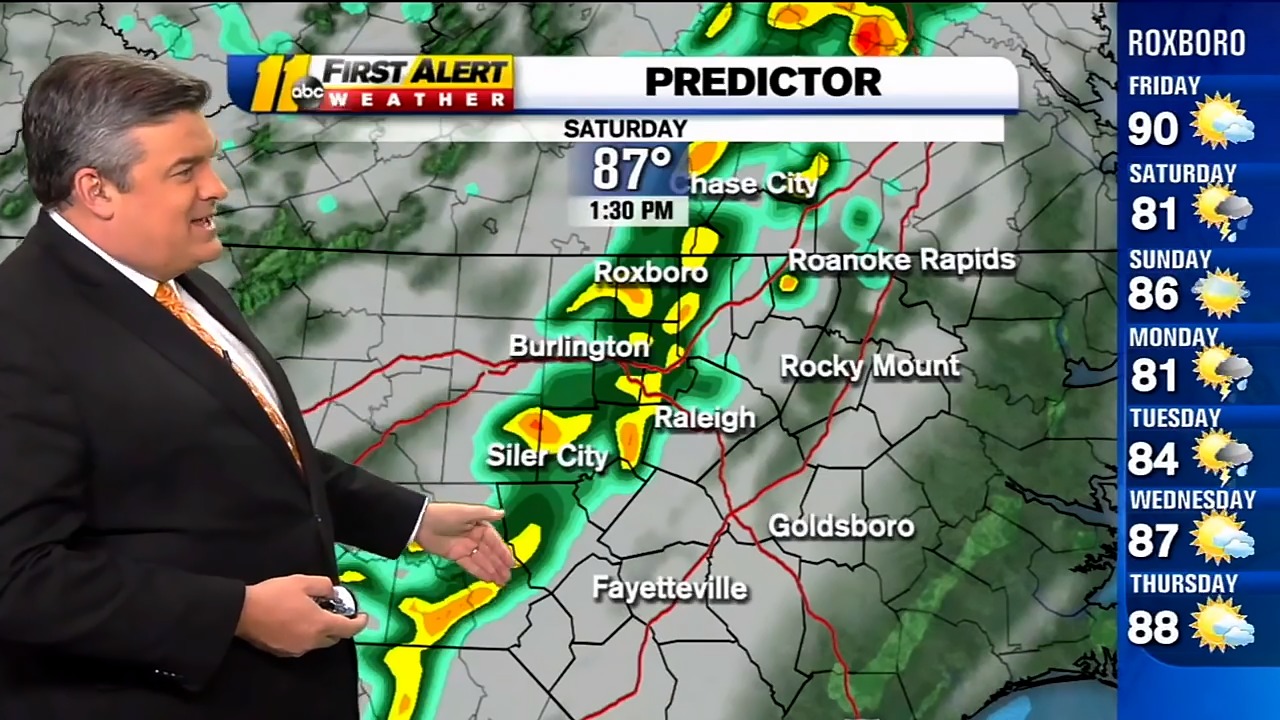 11 abc FIRST ALERT
WEATHER
PREDICTOR
SATURDAY
87°
1:30 PM
Chase City
Roxboro
Roanoke Rapids
Burlington
Rocky Mount
Raleigh
Siler City
Goldsboro
Fayetteville
ROXBORO
FRIDAY
90
SATURDAY
81
SUNDAY
86
MONDAY
81
TUESDAY
84
WEDNESDAY
87
THURSDAY
88